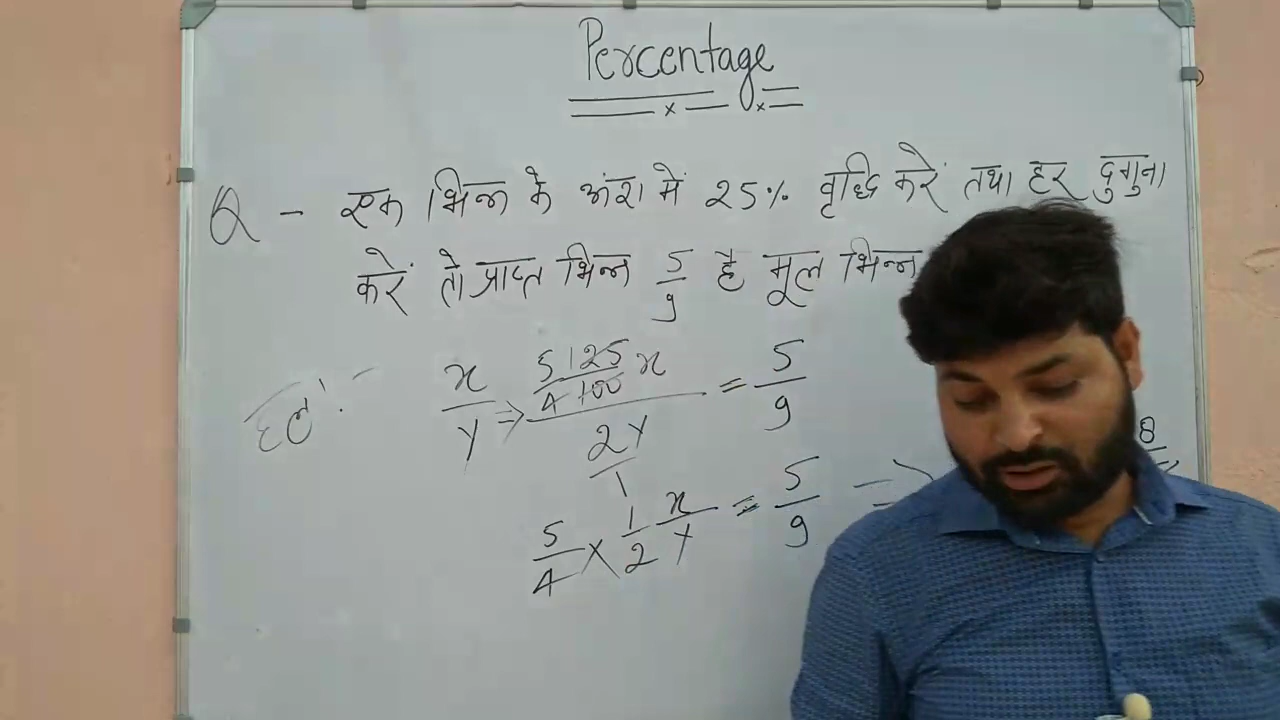 Percentage
Q - एक भिन्न के अंश में 25% वृद्धि करें तथा हर दुगुना
करें तो प्राप्त भिन्न 5/9 है मूल भिन्न
हल :- x/y => (5/4 125/100 x)/(2y/1) = 5/9
5/4 × 1/2 x/y = 5/9 => 8